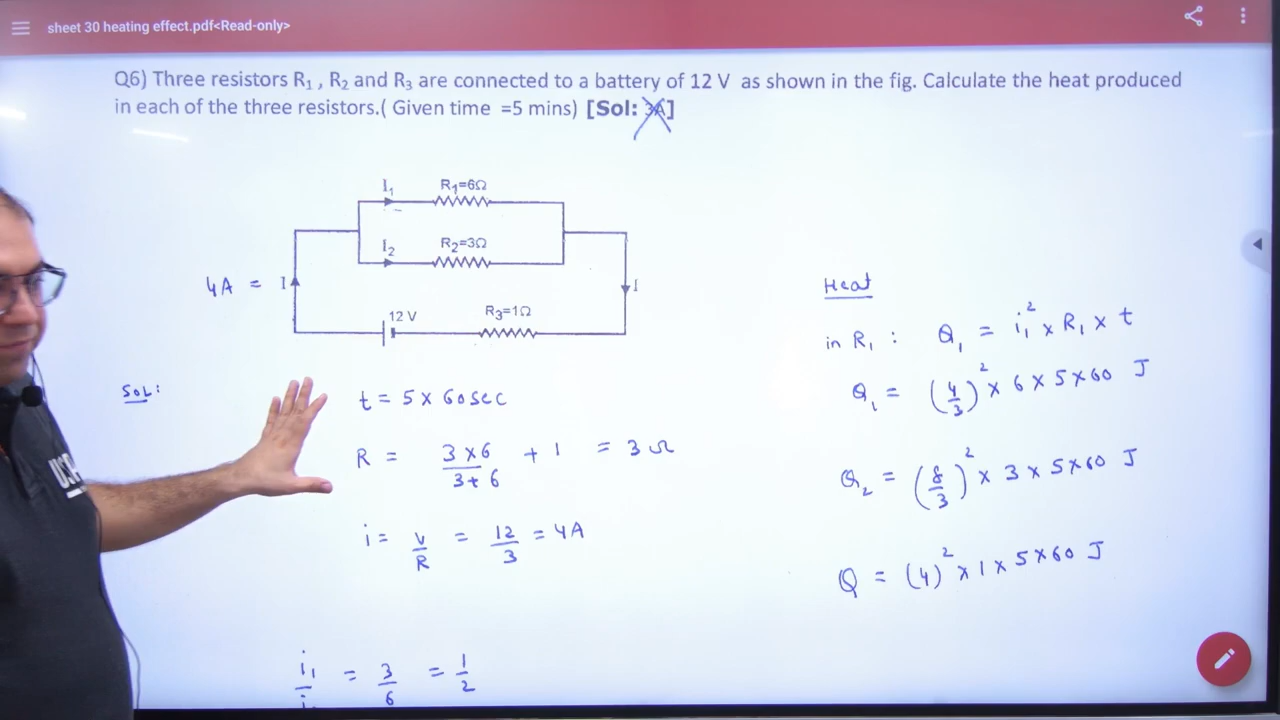 sheet 30 heating effect.pdf<Read-only>
Q6) Three resistors R₁ , R₂ and R₃ are connected to a battery of 12 V as shown in the fig. Calculate the heat produced
in each of the three resistors.( Given time =5 mins) [Sol: 3A]
I₁ R₁=6Ω
I₂ R₂=3Ω
4A = I
I
12 V R₃=1Ω
Sol:
t = 5 x 60 sec
R = 3 x 6 / 3 + 6 + 1 = 3 Ω
i = V/R = 12/3 = 4A
i₁/i = 3/6 = 1/2
Heat
in R₁ : Q₁ = i₁² x R₁ x t
Q₁ = (4/3)² x 6 x 5 x 60 J
Q₂ = (8/3)² x 3 x 5 x 60 J
Q = (4)² x 1 x 5 x 60 J